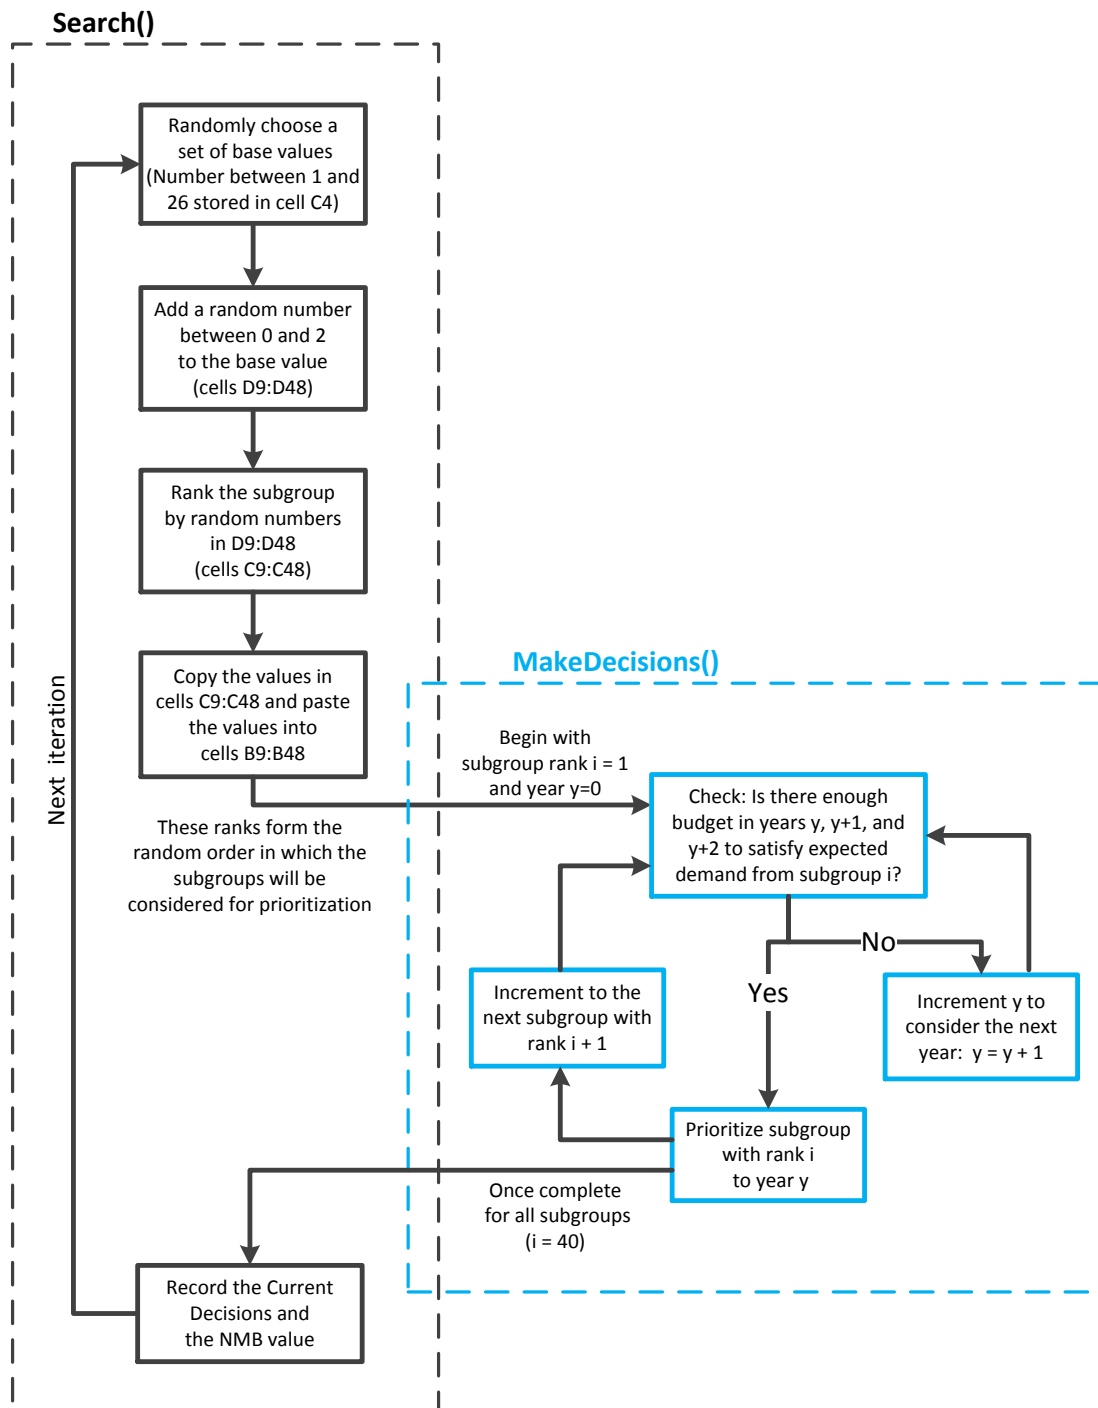 Search()
Randomly choose a
set of base values
(Number between 1 and
26 stored in cell C4)
Add a random number
between 0 and 2
to the base value
(cells D9:D48)
Rank the subgroup
by random numbers
in D9:D48
(cells C9:C48)
Copy the values in
cells C9:C48 and paste
the values into
cells B9:B48
Next iteration
These ranks form the
random order in which the
subgroups will be
considered for prioritization
MakeDecisions()
Begin with
subgroup rank i = 1
and year y=0
Check: Is there enough
budget in years y, y+1, and
y+2 to satisfy expected
demand from subgroup i?
No
Yes
Increment y to
consider the next
year: y = y + 1
Increment to the
next subgroup with
rank i + 1
Prioritize subgroup
with rank i
to year y
Once complete
for all subgroups
(i = 40)
Record the Current
Decisions and
the NMB value